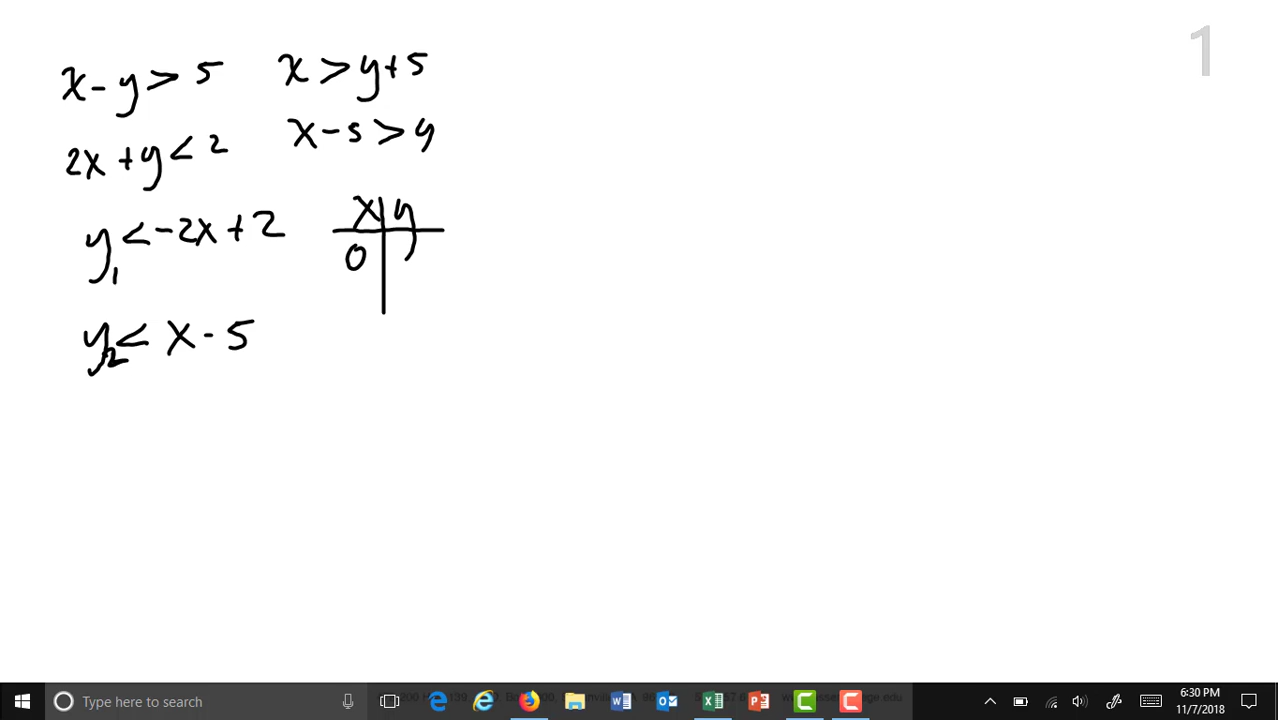 1
x - y > 5
x > y + 5
2x + y < 2
x - 5 > y
y₁ < -2x + 2
x | y
0 |
y₂ < x - 5
Type here to search
6:30 PM
11/7/2018